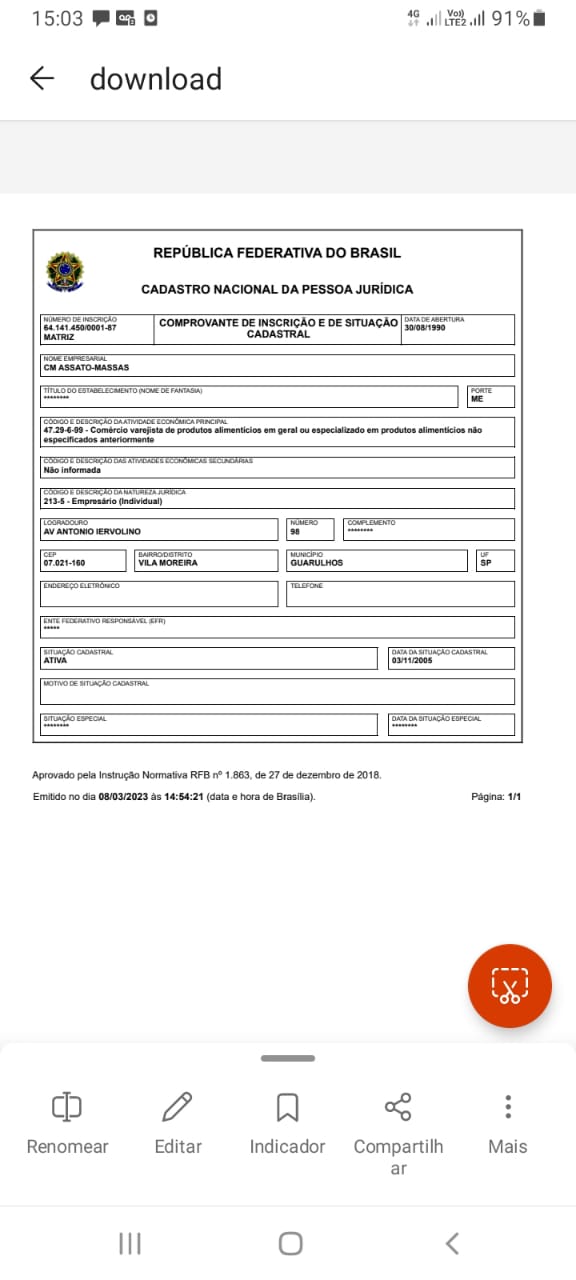 15:03
4G Vo)) LTE2 91%
download
REPÚBLICA FEDERATIVA DO BRASIL
CADASTRO NACIONAL DA PESSOA JURÍDICA
NÚMERO DE INSCRIÇÃO
64.141.450/0001-87
MATRIZ
COMPROVANTE DE INSCRIÇÃO E DE SITUAÇÃO
CADASTRAL
DATA DE ABERTURA
30/08/1990
NOME EMPRESARIAL
CM ASSATO-MASSAS
TÍTULO DO ESTABELECIMENTO (NOME DE FANTASIA)
********
PORTE
ME
CÓDIGO E DESCRIÇÃO DA ATIVIDADE ECONÔMICA PRINCIPAL
47.29-6-99 - Comércio varejista de produtos alimentícios em geral ou especializado em produtos alimentícios não
especificados anteriormente
CÓDIGO E DESCRIÇÃO DAS ATIVIDADES ECONÔMICAS SECUNDÁRIAS
Não informada
CÓDIGO E DESCRIÇÃO DA NATUREZA JURÍDICA
213-5 - Empresário (Individual)
LOGRADOURO
AV ANTONIO IERVOLINO
NÚMERO
98
COMPLEMENTO
********
CEP
07.021-160
BAIRRO/DISTRITO
VILA MOREIRA
MUNICÍPIO
GUARULHOS
UF
SP
ENDEREÇO ELETRÔNICO
TELEFONE
ENTE FEDERATIVO RESPONSÁVEL (EFR)
*****
SITUAÇÃO CADASTRAL
ATIVA
DATA DA SITUAÇÃO CADASTRAL
03/11/2005
MOTIVO DE SITUAÇÃO CADASTRAL
SITUAÇÃO ESPECIAL
********
DATA DA SITUAÇÃO ESPECIAL
********
Aprovado pela Instrução Normativa RFB nº 1.863, de 27 de dezembro de 2018.
Emitido no dia 08/03/2023 às 14:54:21 (data e hora de Brasília).
Página: 1/1
Renomear
Editar
Indicador
Compartilh
ar
Mais